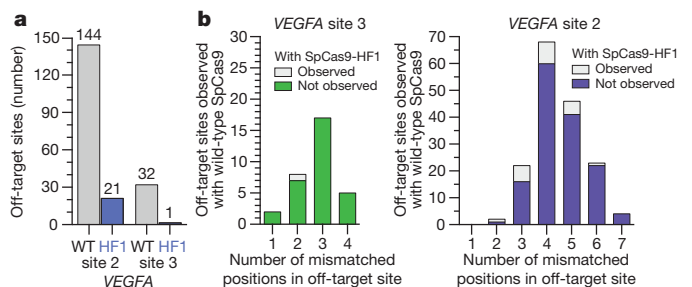 a
Off-target sites (number)
150
120
90
60
30
0
144
21
32
1
WT HF1 WT HF1
site 2 site 3
VEGFA
b
VEGFA site 3
Off-target sites observed
with wild-type SpCas9
30
25
20
15
10
5
0
With SpCas9-HF1
Observed
Not observed
1 2 3 4
Number of mismatched
positions in off-target site
VEGFA site 2
Off-target sites observed
with wild-type SpCas9
70
60
50
40
30
20
10
0
With SpCas9-HF1
Observed
Not observed
1 2 3 4 5 6 7
Number of mismatched
positions in off-target site